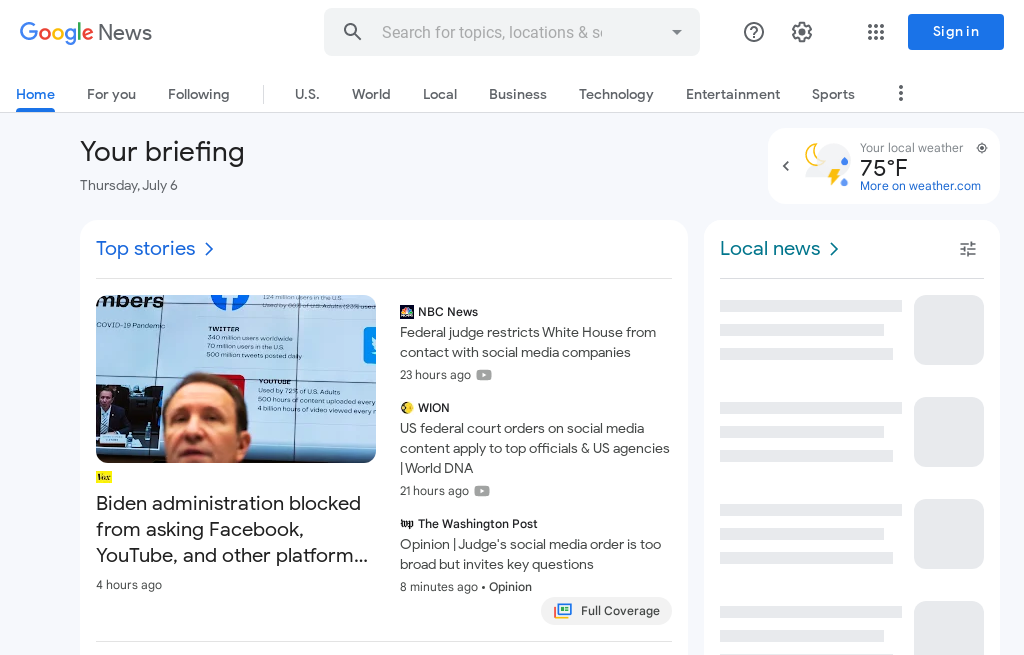 Google News
Search for topics, locations & so
Sign in
Home
For you
Following
U.S.
World
Local
Business
Technology
Entertainment
Sports
Your briefing
Thursday, July 6
Your local weather
75°F
More on weather.com
Top stories
mbers
COVID-19 Pandemic
124 million users in the U.S.
TWITTER
340 million users worldwide
70 million users in the U.S.
500 million tweets posted daily
YOUTUBE
Used by 72% of U.S. Adults
500 hours of content uploaded every
4 billion hours of video viewed every
Vox
Biden administration blocked
from asking Facebook,
YouTube, and other platform...
4 hours ago
NBC News
Federal judge restricts White House from
contact with social media companies
23 hours ago
WION
US federal court orders on social media
content apply to top officials & US agencies
| World DNA
21 hours ago
wp The Washington Post
Opinion | Judge's social media order is too
broad but invites key questions
8 minutes ago • Opinion
Full Coverage
Local news